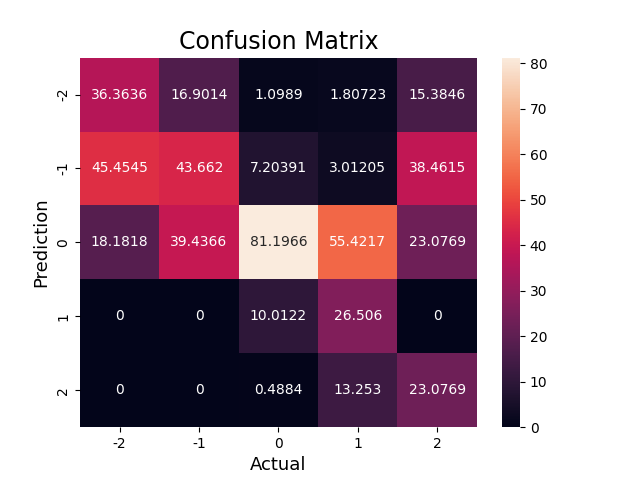 Confusion Matrix
-2 36.3636 16.9014 1.0989 1.80723 15.3846
-1 45.4545 43.662 7.20391 3.01205 38.4615
0 18.1818 39.4366 81.1966 55.4217 23.0769
1 0 0 10.0122 26.506 0
2 0 0 0.4884 13.253 23.0769
-2 -1 0 1 2
Prediction
Actual
80
70
60
50
40
30
20
10
0